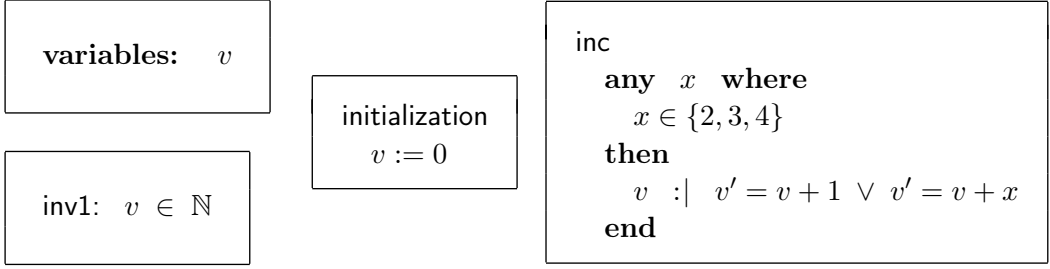 variables: v
inv1: v ∈ ℕ
initialization
v := 0
inc
any x where
x ∈ {2, 3, 4}
then
v :| v′ = v + 1 ∨ v′ = v + x
end